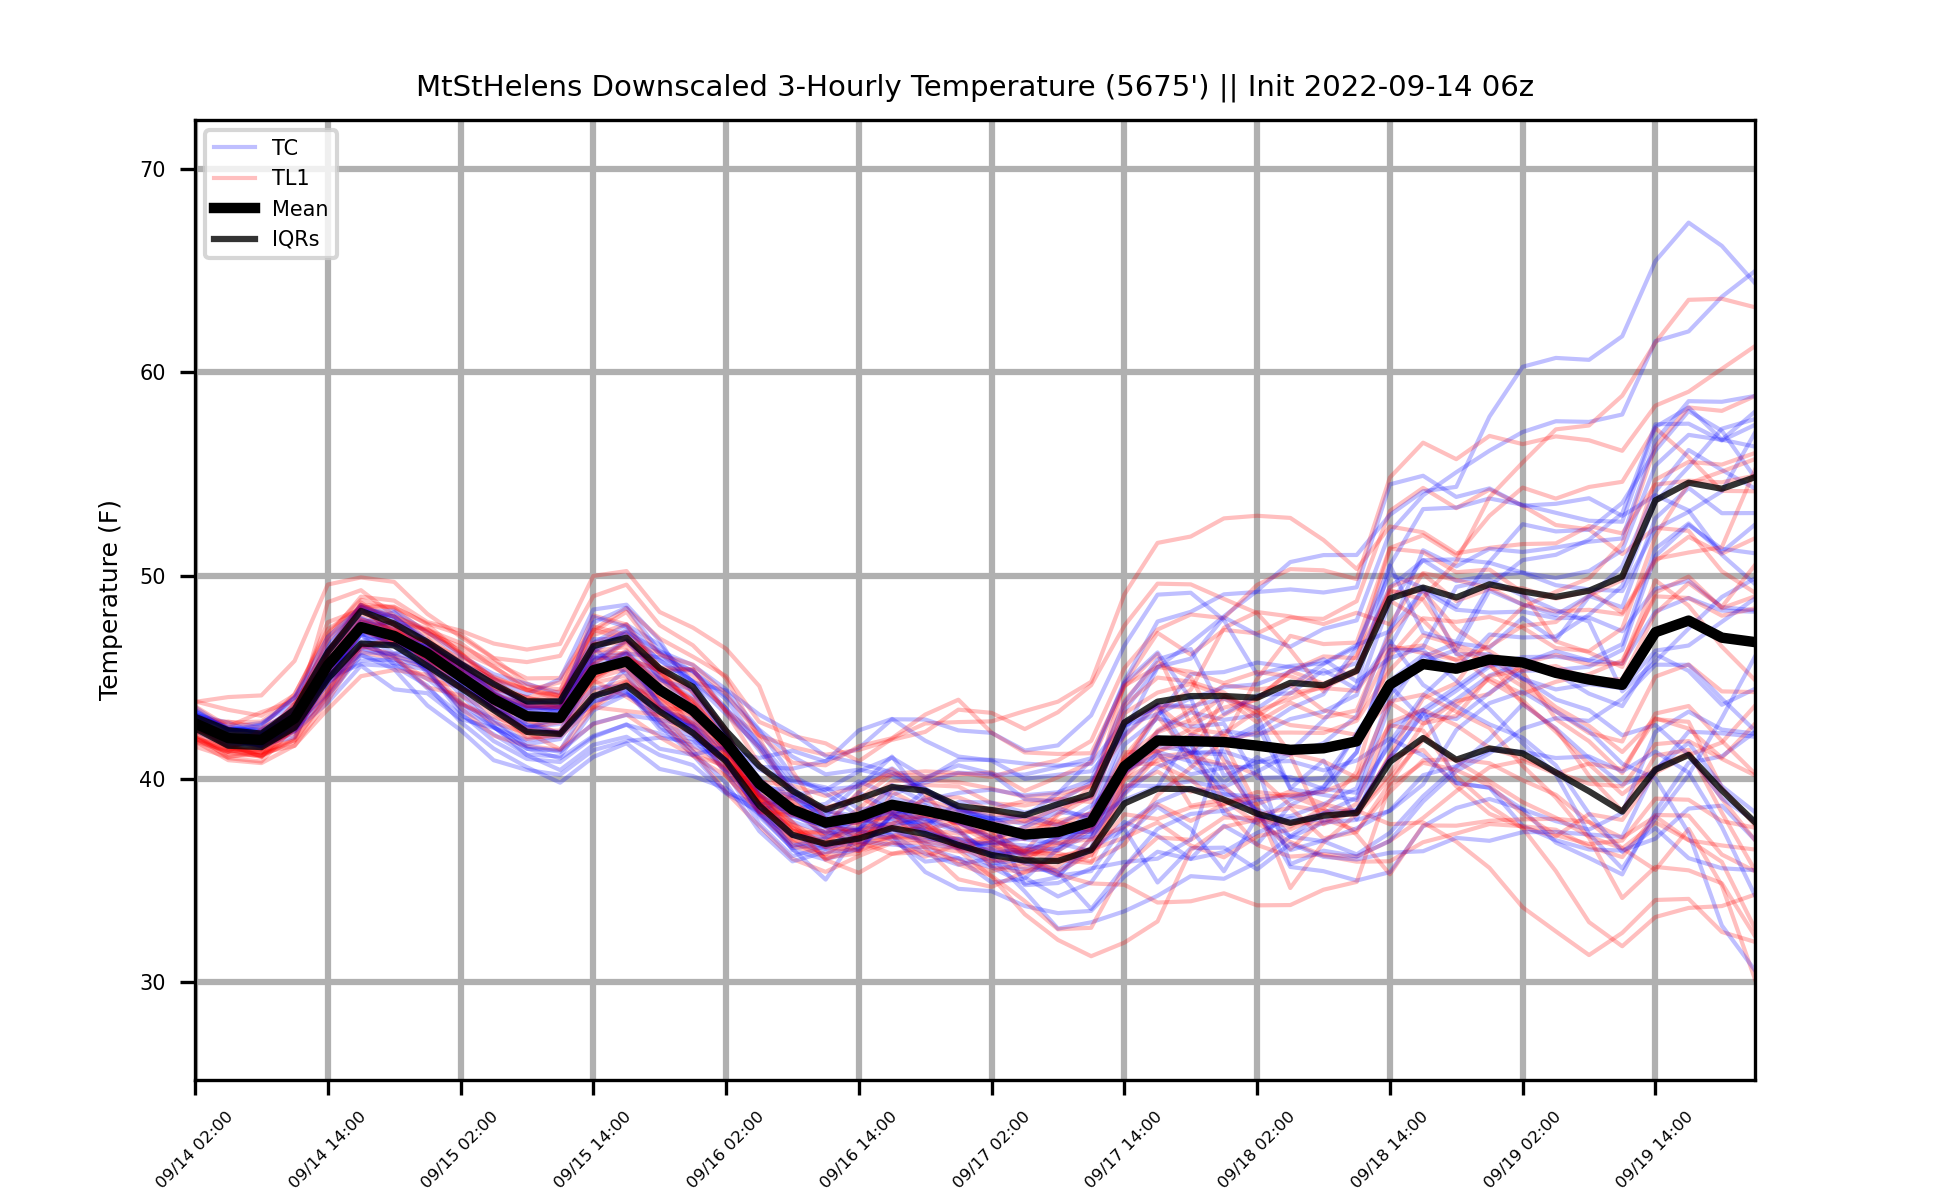 MtStHelens Downscaled 3-Hourly Temperature (5675') || Init 2022-09-14 06z
TC
TL1
Mean
IQRs
70
60
50
40
30
Temperature (F)
09/14 02:00
09/14 14:00
09/15 02:00
09/15 14:00
09/16 02:00
09/16 14:00
09/17 02:00
09/17 14:00
09/18 02:00
09/18 14:00
09/19 02:00
09/19 14:00